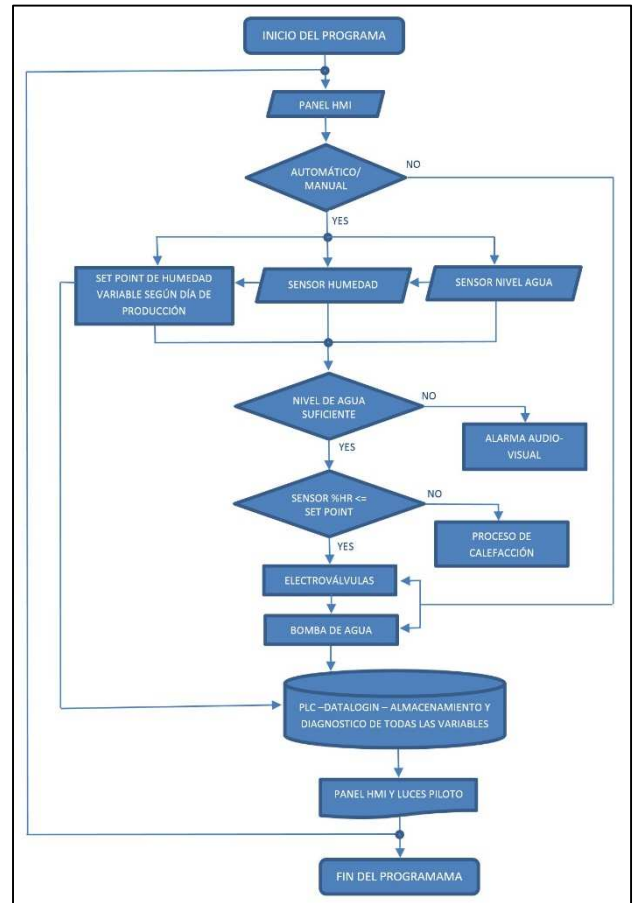 INICIO DEL PROGRAMA
PANEL HMI
AUTOMÁTICO/
MANUAL
NO
YES
SET POINT DE HUMEDAD
VARIABLE SEGÚN DÍA DE
PRODUCCIÓN
SENSOR HUMEDAD
SENSOR NIVEL AGUA
NIVEL DE AGUA
SUFICIENTE
NO
ALARMA AUDIO-
VISUAL
YES
SENSOR %HR <=
SET POINT
NO
PROCESO DE
CALEFACCIÓN
YES
ELECTROVÁLVULAS
BOMBA DE AGUA
PLC –DATALOGIN – ALMACENAMIENTO Y
DIAGNOSTICO DE TODAS LAS VARIABLES
PANEL HMI Y LUCES PILOTO
FIN DEL PROGRAMAMA